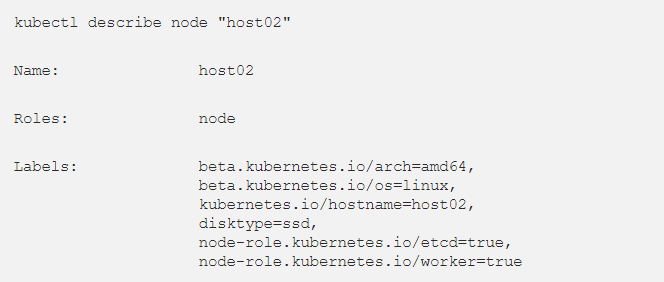 kubectl describe node "host02"
Name: host02
Roles: node
Labels: beta.kubernetes.io/arch=amd64,
beta.kubernetes.io/os=linux,
kubernetes.io/hostname=host02,
disktype=ssd,
node-role.kubernetes.io/etcd=true,
node-role.kubernetes.io/worker=true